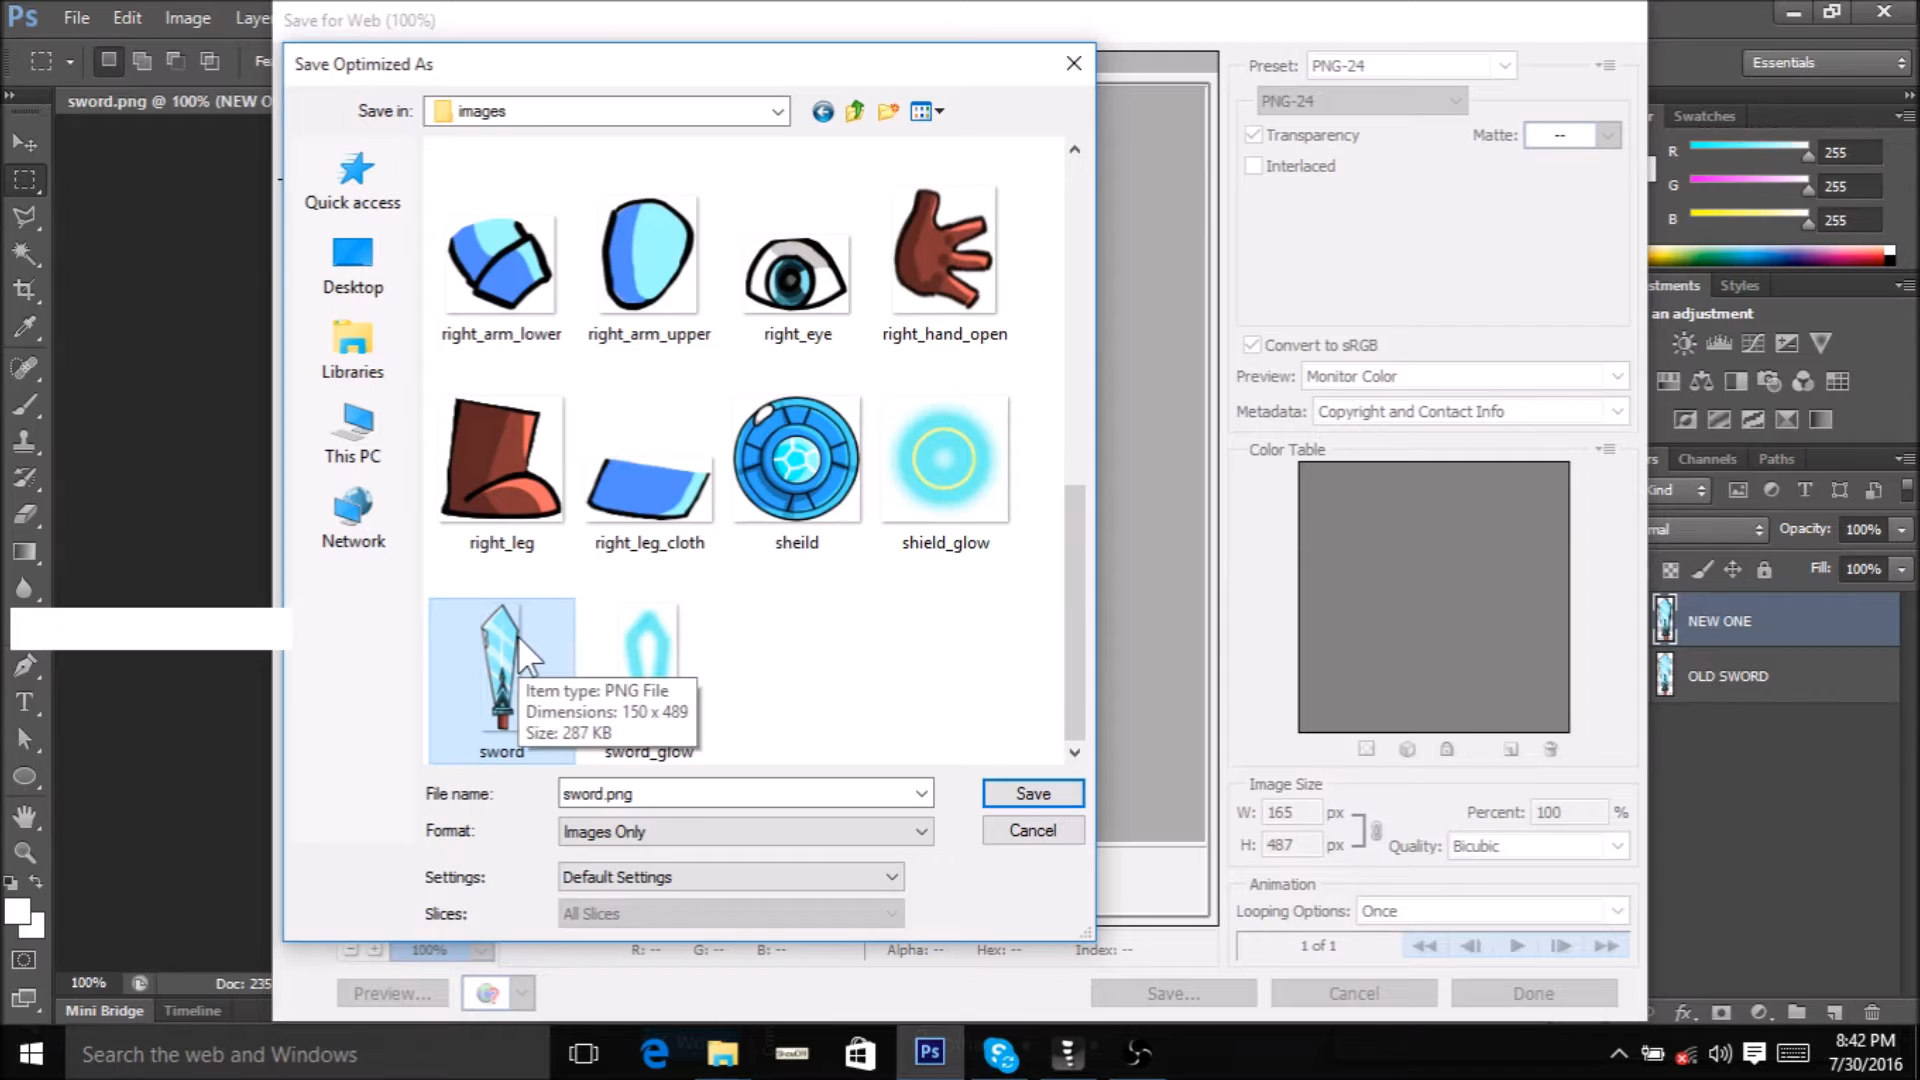 Ps File Edit Image
Save for Web (100%)
Essentials
Save Optimized As
sword.png @ 100% (NEW O
Save in: images
Quick access
Desktop
Libraries
This PC
Network
right_arm_lower right_arm_upper right_eye right_hand_open
right_leg right_leg_cloth sheild shield_glow
sword sword_glow
Item type: PNG File
Dimensions: 150 x 489
Size: 287 KB
File name: sword.png Save
Format: Images Only Cancel
Settings: Default Settings
Slices: All Slices
Preset: PNG-24
PNG-24
Transparency Matte: --
Interlaced
Convert to sRGB
Preview: Monitor Color
Metadata: Copyright and Contact Info
Color Table
Image Size
W: 165 px Percent: 100 %
H: 487 px Quality: Bicubic
Animation
Looping Options: Once
1 of 1
100% R: -- G: -- B: -- Alpha: -- Hex: -- Index: --
Preview... Save... Cancel Done
Swatches
R 255
G 255
B 255
stments Styles
an adjustment
rs Channels Paths
Kind
mal Opacity: 100%
Fill: 100%
NEW ONE
OLD SWORD
100% Doc: 235
Mini Bridge Timeline
Search the web and Windows
Ps
8:42 PM
7/30/2016